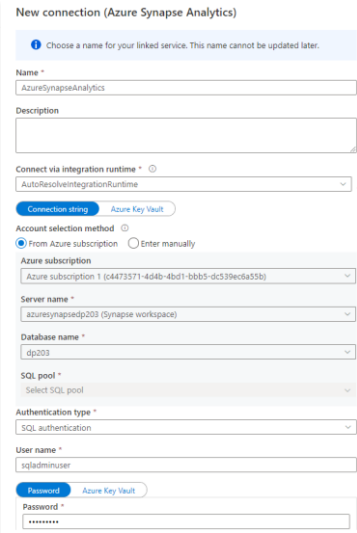 New connection (Azure Synapse Analytics)
Choose a name for your linked service. This name cannot be updated later.
Name *
AzureSynapseAnalytics
Description
Connect via integration runtime *
AutoResolveIntegrationRuntime
Connection string Azure Key Vault
Account selection method
From Azure subscription Enter manually
Azure subscription
Azure subscription 1 (c4473571-4d4b-4bd1-bbb5-dc539ec6a55b)
Server name *
azuresynapsedp203 (Synapse workspace)
Database name *
dp203
SQL pool *
Select SQL pool
Authentication type *
SQL authentication
User name *
sqladminuser
Password Azure Key Vault
Password *
•••••••••